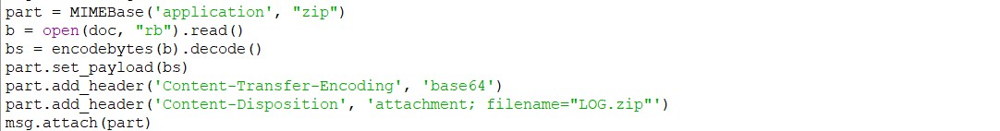 part = MIMEBase('application', "zip")
b = open(doc, "rb").read()
bs = encodebytes(b).decode()
part.set_payload(bs)
part.add_header('Content-Transfer-Encoding', 'base64')
part.add_header('Content-Disposition', 'attachment; filename="LOG.zip"')
msg.attach(part)